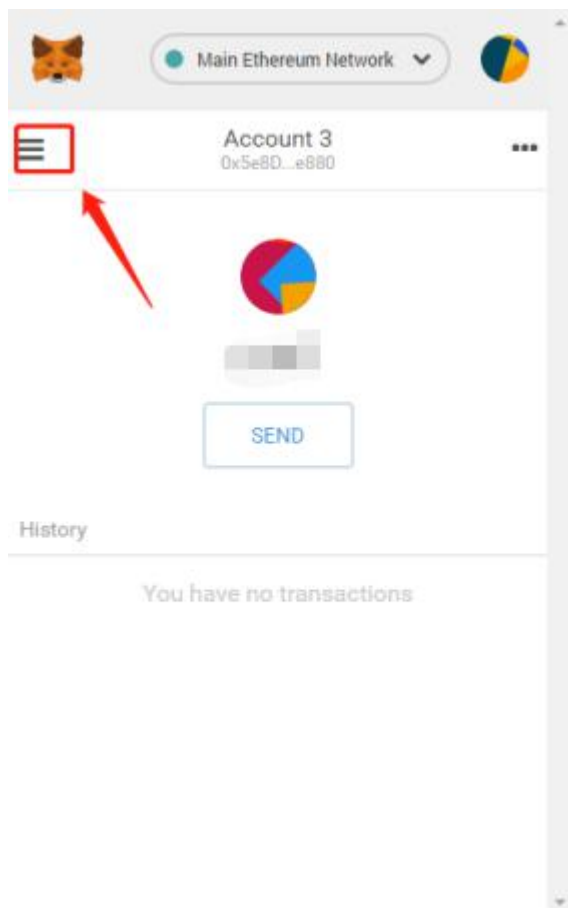 Main Ethereum Network
Account 3
0x5e8D...e880
SEND
History
You have no transactions